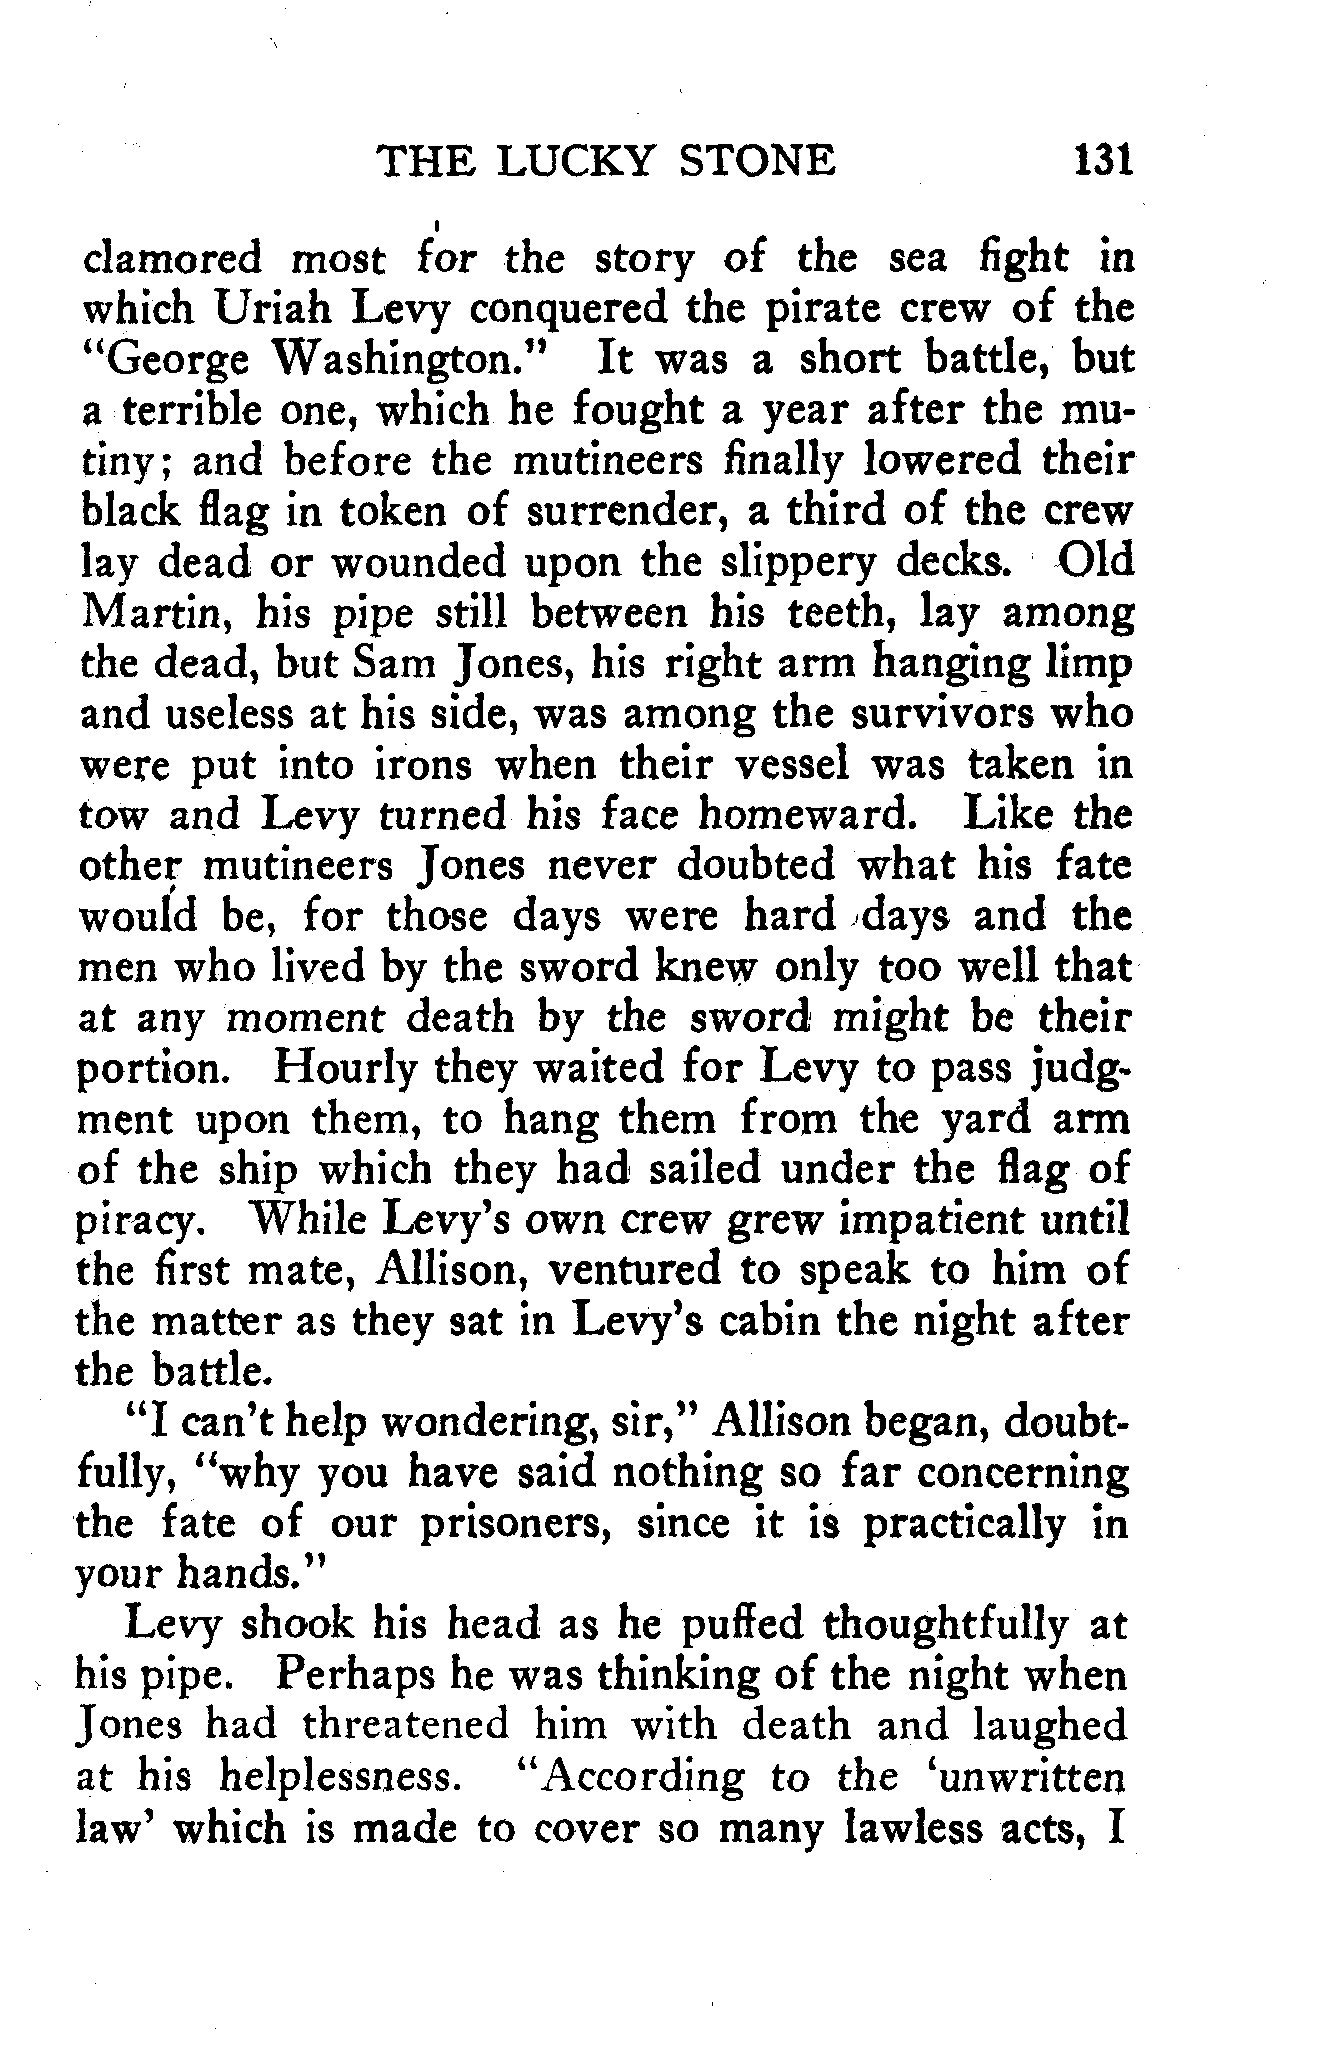 THE LUCKY STONE 131
clamored most for the story of the sea fight in
which Uriah Levy conquered the pirate crew of the
“George Washington.” It was a short battle, but
a terrible one, which he fought a year after the mu-
tiny; and before the mutineers finally lowered their
black flag in token of surrender, a third of the crew
lay dead or wounded upon the slippery decks. Old
Martin, his pipe still between his teeth, lay among
the dead, but Sam Jones, his right arm hanging limp
and useless at his side, was among the survivors who
were put into irons when their vessel was taken in
tow and Levy turned his face homeward. Like the
other mutineers Jones never doubted what his fate
would be, for those days were hard days and the
men who lived by the sword knew only too well that
at any moment death by the sword might be their
portion. Hourly they waited for Levy to pass judg-
ment upon them, to hang them from the yard arm
of the ship which they had sailed under the flag of
piracy. While Levy’s own crew grew impatient until
the first mate, Allison, ventured to speak to him of
the matter as they sat in Levy’s cabin the night after
the battle.
“I can’t help wondering, sir,” Allison began, doubt-
fully, “why you have said nothing so far concerning
the fate of our prisoners, since it is practically in
your hands.”
Levy shook his head as he puffed thoughtfully at
his pipe. Perhaps he was thinking of the night when
Jones had threatened him with death and laughed
at his helplessness. “According to the ‘unwritten
law’ which is made to cover so many lawless acts, I